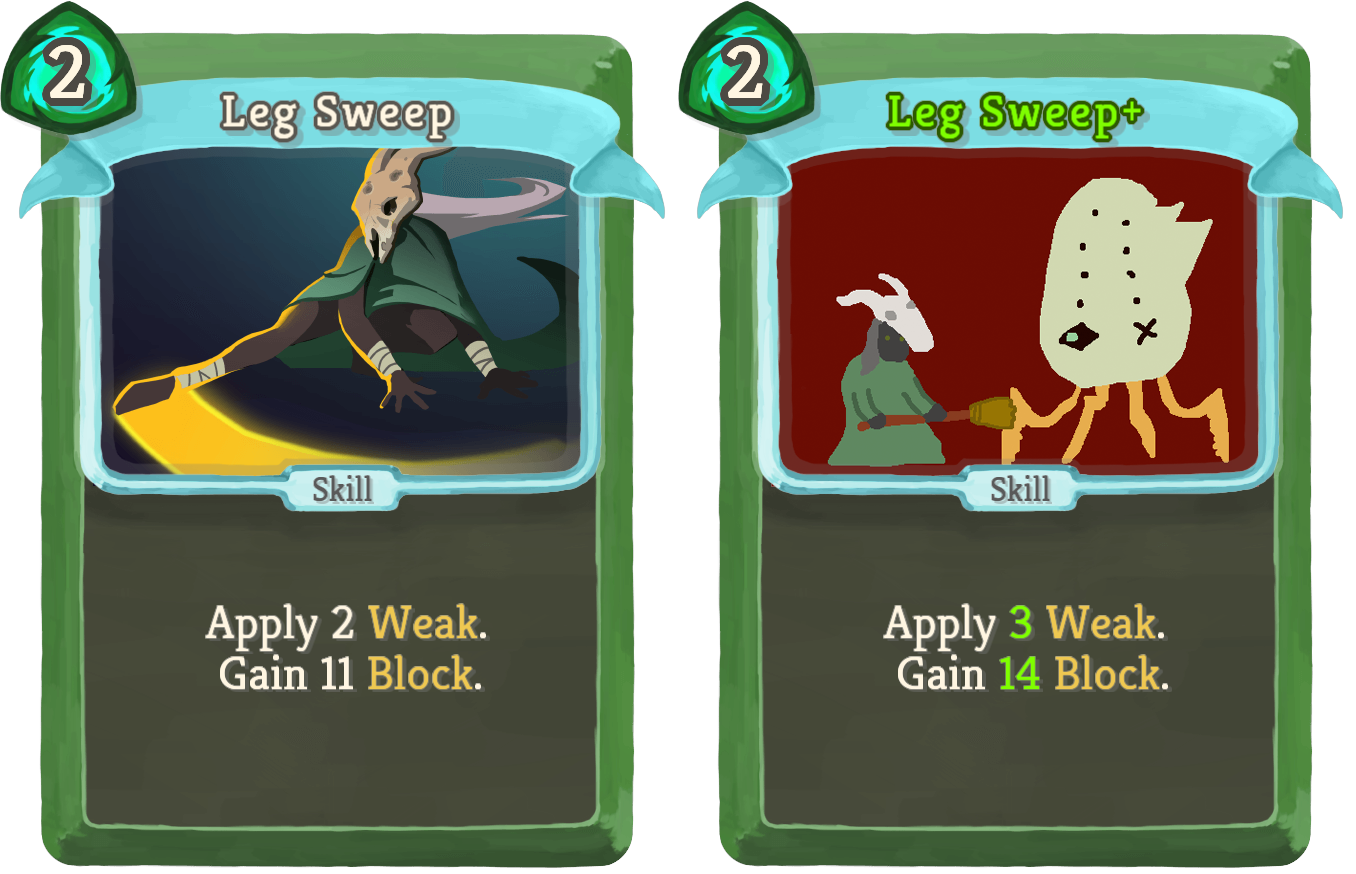 2
Leg Sweep
Skill
Apply 2 Weak.
Gain 11 Block.
2
Leg Sweep+
Skill
Apply 3 Weak.
Gain 14 Block.